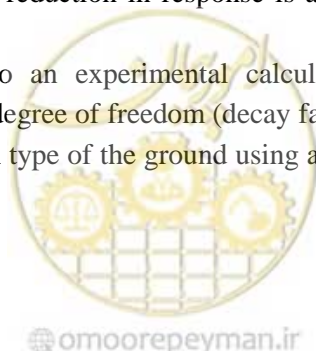 reduction in response is a
o an experimental calcul
degree of freedom (decay fa
type of the ground using a
omoorepeyman.ir